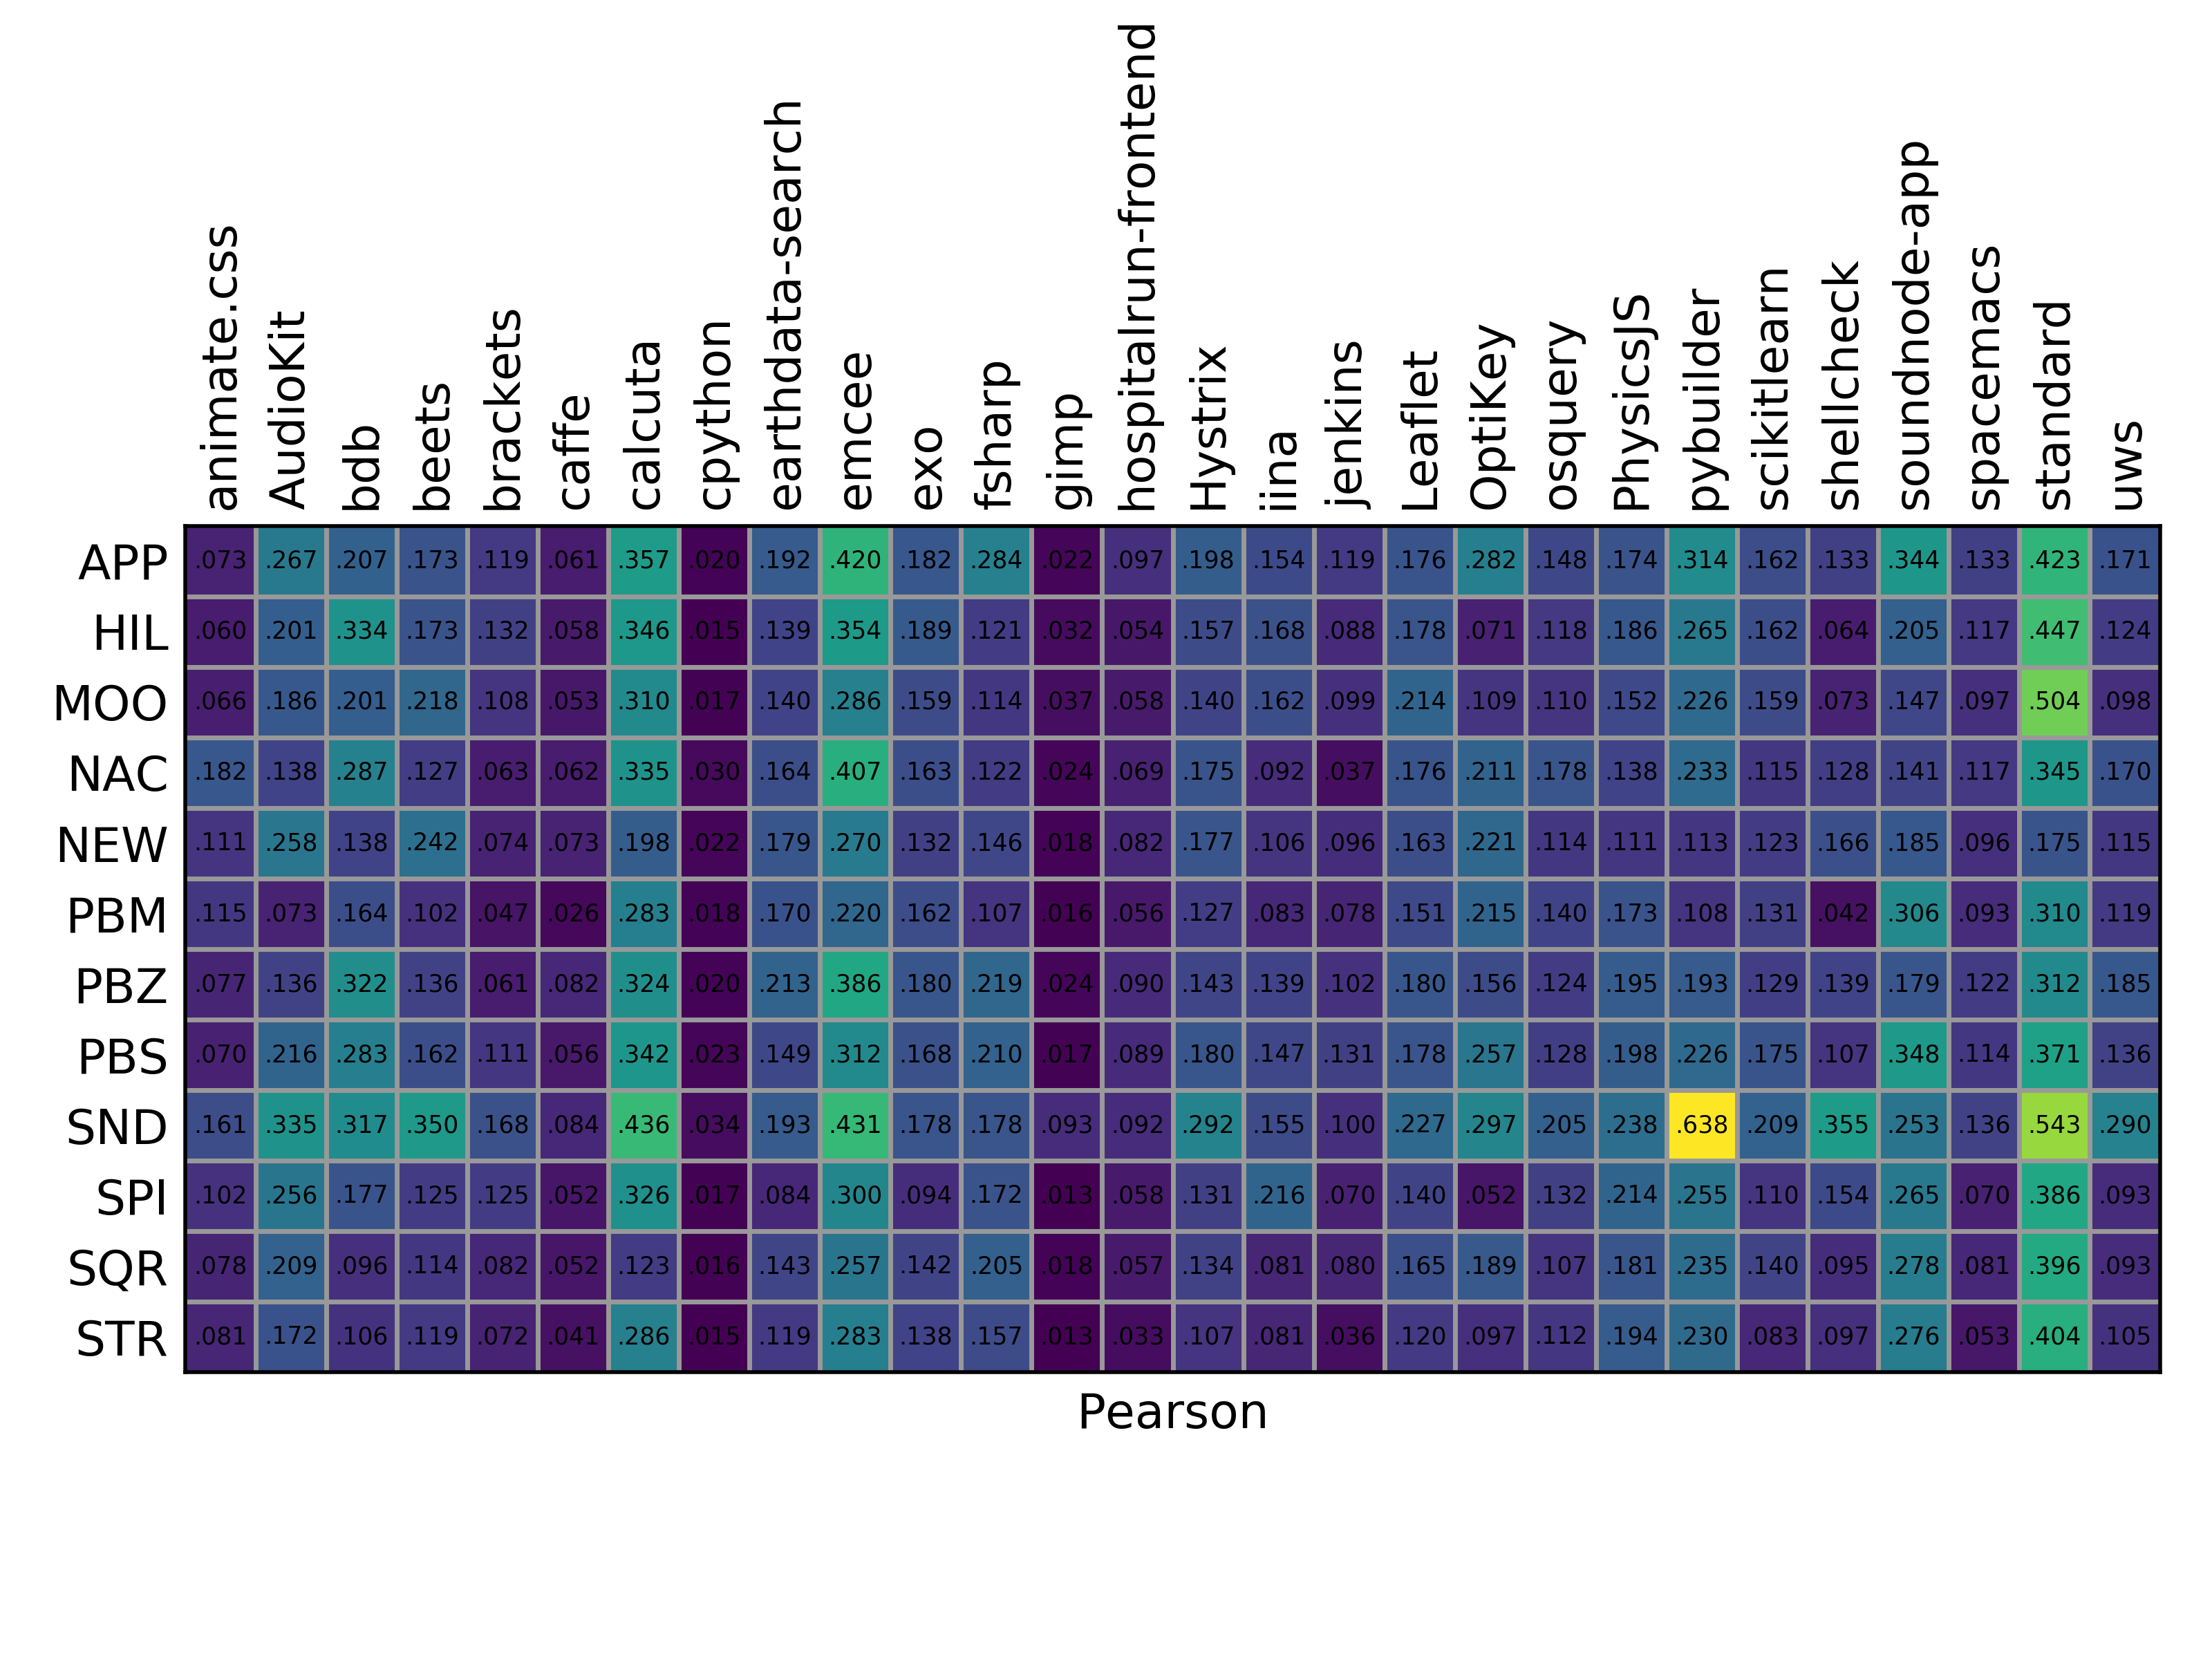 animate.css AudioKit bdb beets brackets caffe calcuta cpython earthdata-search emcee exo fsharp gimp hospitalrun-frontend Hystrix iina jenkins Leaflet OptiKey osquery PhysicsJS pybuilder scikitlearn shellcheck soundnode-app spacemacs standard uws
APP .073 .267 .207 .173 .119 .061 .357 .020 .192 .420 .182 .284 .022 .097 .198 .154 .119 .176 .282 .148 .174 .314 .162 .133 .344 .133 .423 .171
HIL .060 .201 .334 .173 .132 .058 .346 .015 .139 .354 .189 .121 .032 .054 .157 .168 .088 .178 .071 .118 .186 .265 .162 .064 .205 .117 .447 .124
MOO .066 .186 .201 .218 .108 .053 .310 .017 .140 .286 .159 .114 .037 .058 .140 .162 .099 .214 .109 .110 .152 .226 .159 .073 .147 .097 .504 .098
NAC .182 .138 .287 .127 .063 .062 .335 .030 .164 .407 .163 .122 .024 .069 .175 .092 .037 .176 .211 .178 .138 .233 .115 .128 .141 .117 .345 .170
NEW .111 .258 .138 .242 .074 .073 .198 .022 .179 .270 .132 .146 .018 .082 .177 .106 .096 .163 .221 .114 .111 .113 .123 .166 .185 .096 .175 .115
PBM .115 .073 .164 .102 .047 .026 .283 .018 .170 .220 .162 .107 .016 .056 .127 .083 .078 .151 .215 .140 .173 .108 .131 .042 .306 .093 .310 .119
PBZ .077 .136 .322 .136 .061 .082 .324 .020 .213 .386 .180 .219 .024 .090 .143 .139 .102 .180 .156 .124 .195 .193 .129 .139 .179 .122 .312 .185
PBS .070 .216 .283 .162 .111 .056 .342 .023 .149 .312 .168 .210 .017 .089 .180 .147 .131 .178 .257 .128 .198 .226 .175 .107 .348 .114 .371 .136
SND .161 .335 .317 .350 .168 .084 .436 .034 .193 .431 .178 .178 .093 .092 .292 .155 .100 .227 .297 .205 .238 .638 .209 .355 .253 .136 .543 .290
SPI .102 .256 .177 .125 .125 .052 .326 .017 .084 .300 .094 .172 .013 .058 .131 .216 .070 .140 .052 .132 .214 .255 .110 .154 .265 .070 .386 .093
SQR .078 .209 .096 .114 .082 .052 .123 .016 .143 .257 .142 .205 .018 .057 .134 .081 .080 .165 .189 .107 .181 .235 .140 .095 .278 .081 .396 .093
STR .081 .172 .106 .119 .072 .041 .286 .015 .119 .283 .138 .157 .013 .033 .107 .081 .036 .120 .097 .112 .194 .230 .083 .097 .276 .053 .404 .105
Pearson